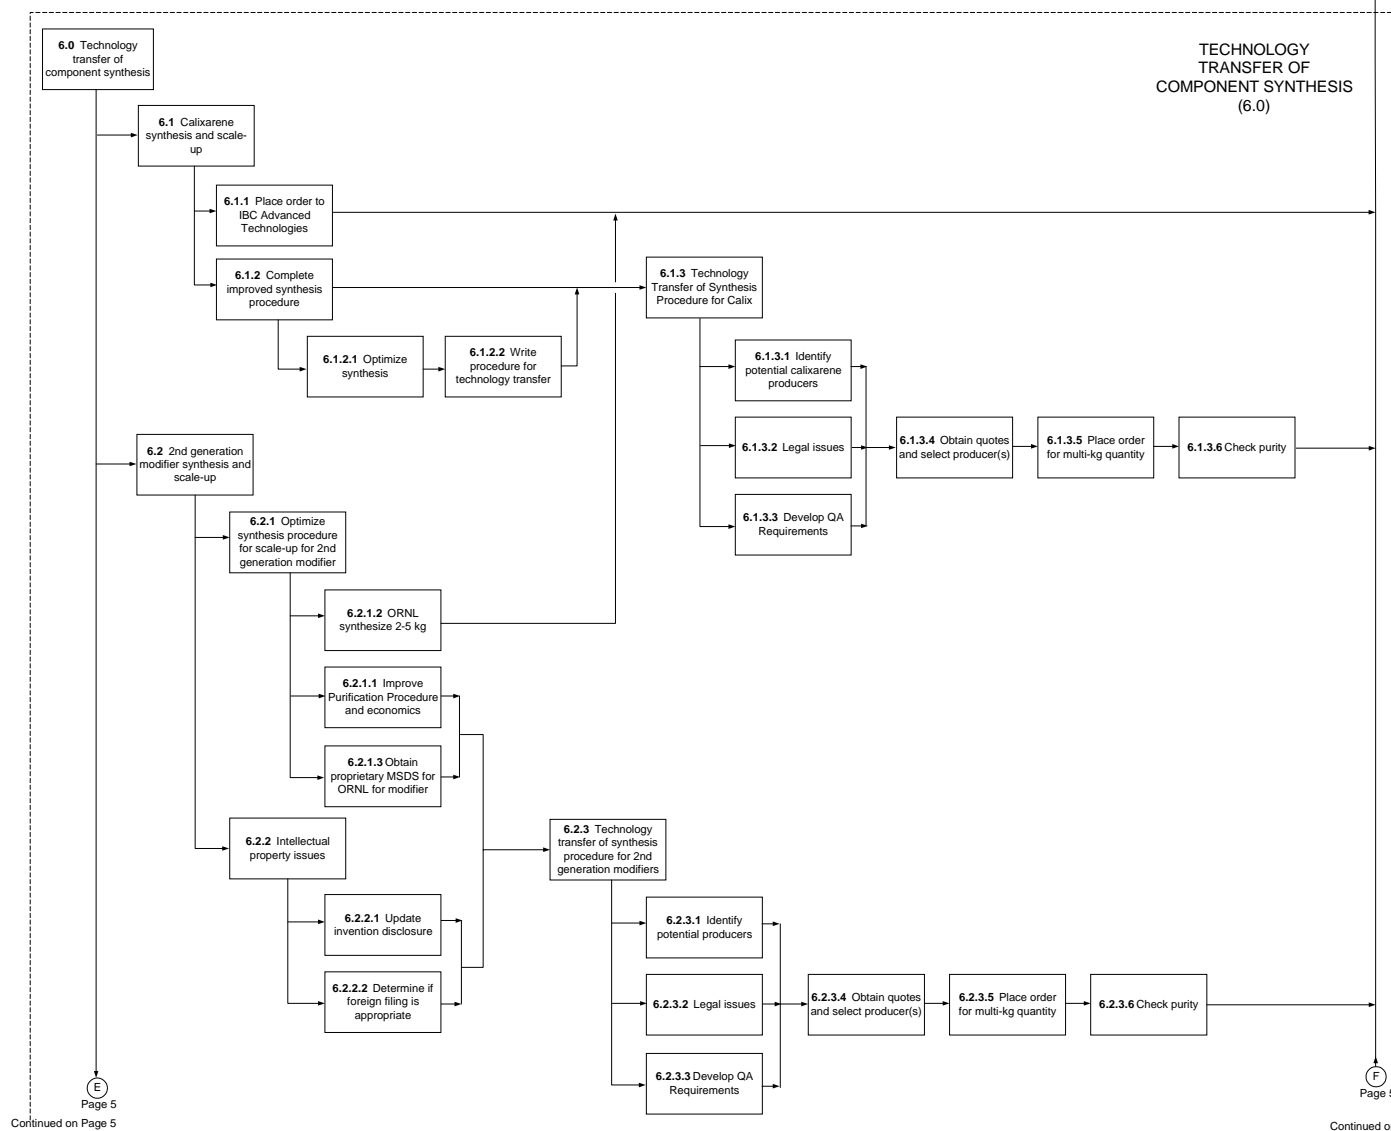 6.0 Technology
transfer of
component synthesis
TECHNOLOGY
TRANSFER OF
COMPONENT SYNTHESIS
(6.0)
6.1 Calixarene
synthesis and scale-
up
6.1.1 Place order to
IBC Advanced
Technologies
6.1.2 Complete
improved synthesis
procedure
6.1.3 Technology
Transfer of Synthesis
Procedure for Calix
6.1.2.1 Optimize
synthesis
6.1.2.2 Write
procedure for
technology transfer
6.1.3.1 Identify
potential calixarene
producers
6.1.3.2 Legal issues
6.1.3.4 Obtain quotes
and select producer(s)
6.1.3.5 Place order
for multi-kg quantity
6.1.3.6 Check purity
6.1.3.3 Develop QA
Requirements
6.2 2nd generation
modifier synthesis and
scale-up
6.2.1 Optimize
synthesis procedure
for scale-up for 2nd
generation modifier
6.2.1.2 ORNL
synthesize 2-5 kg
6.2.1.1 Improve
Purification Procedure
and economics
6.2.1.3 Obtain
proprietary MSDS for
ORNL for modifier
6.2.2 Intellectual
property issues
6.2.3 Technology
transfer of synthesis
procedure for 2nd
generation modifiers
6.2.2.1 Update
invention disclosure
6.2.2.2 Determine if
foreign filing is
appropriate
6.2.3.1 Identify
potential producers
6.2.3.2 Legal issues
6.2.3.4 Obtain quotes
and select producer(s)
6.2.3.5 Place order
for multi-kg quantity
6.2.3.6 Check purity
6.2.3.3 Develop QA
Requirements
E
Page 5
Continued on Page 5
F
Page 5
Continued o